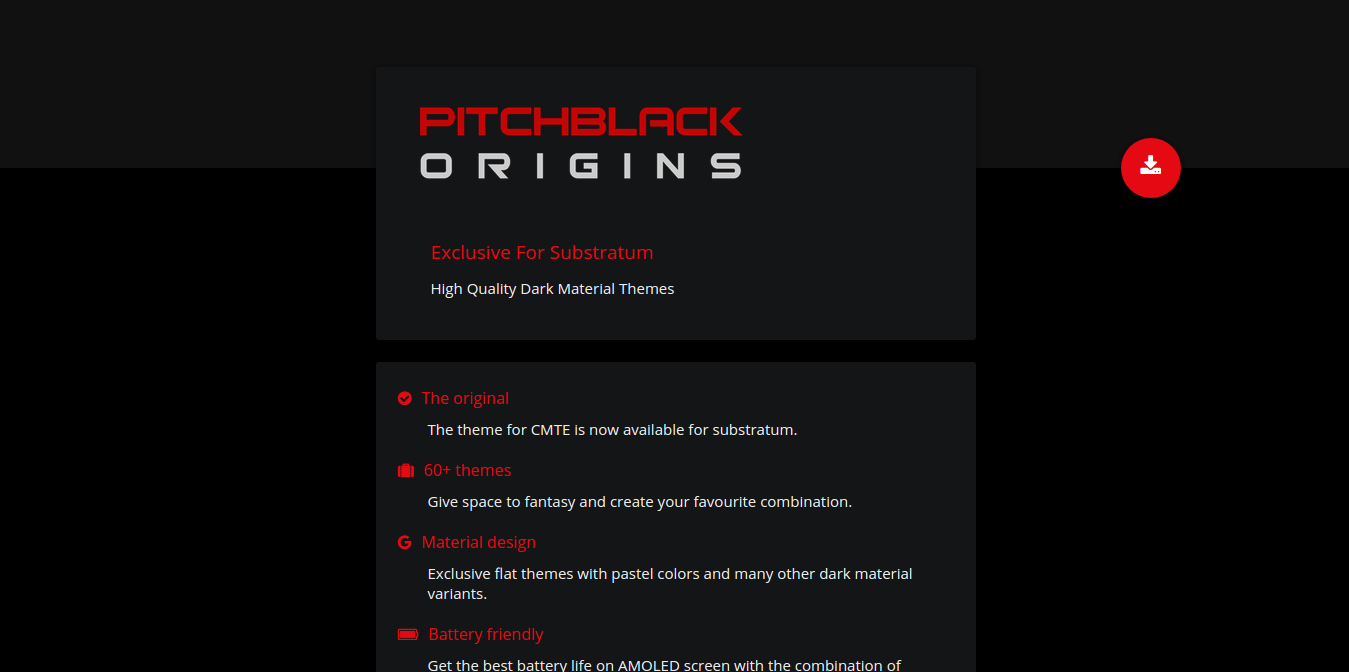 PITCHBLACK
ORIGINS
Exclusive For Substratum
High Quality Dark Material Themes
The original
The theme for CMTE is now available for substratum.
60+ themes
Give space to fantasy and create your favourite combination.
Material design
Exclusive flat themes with pastel colors and many other dark material
variants.
Battery friendly
Get the best battery life on AMOLED screen with the combination of